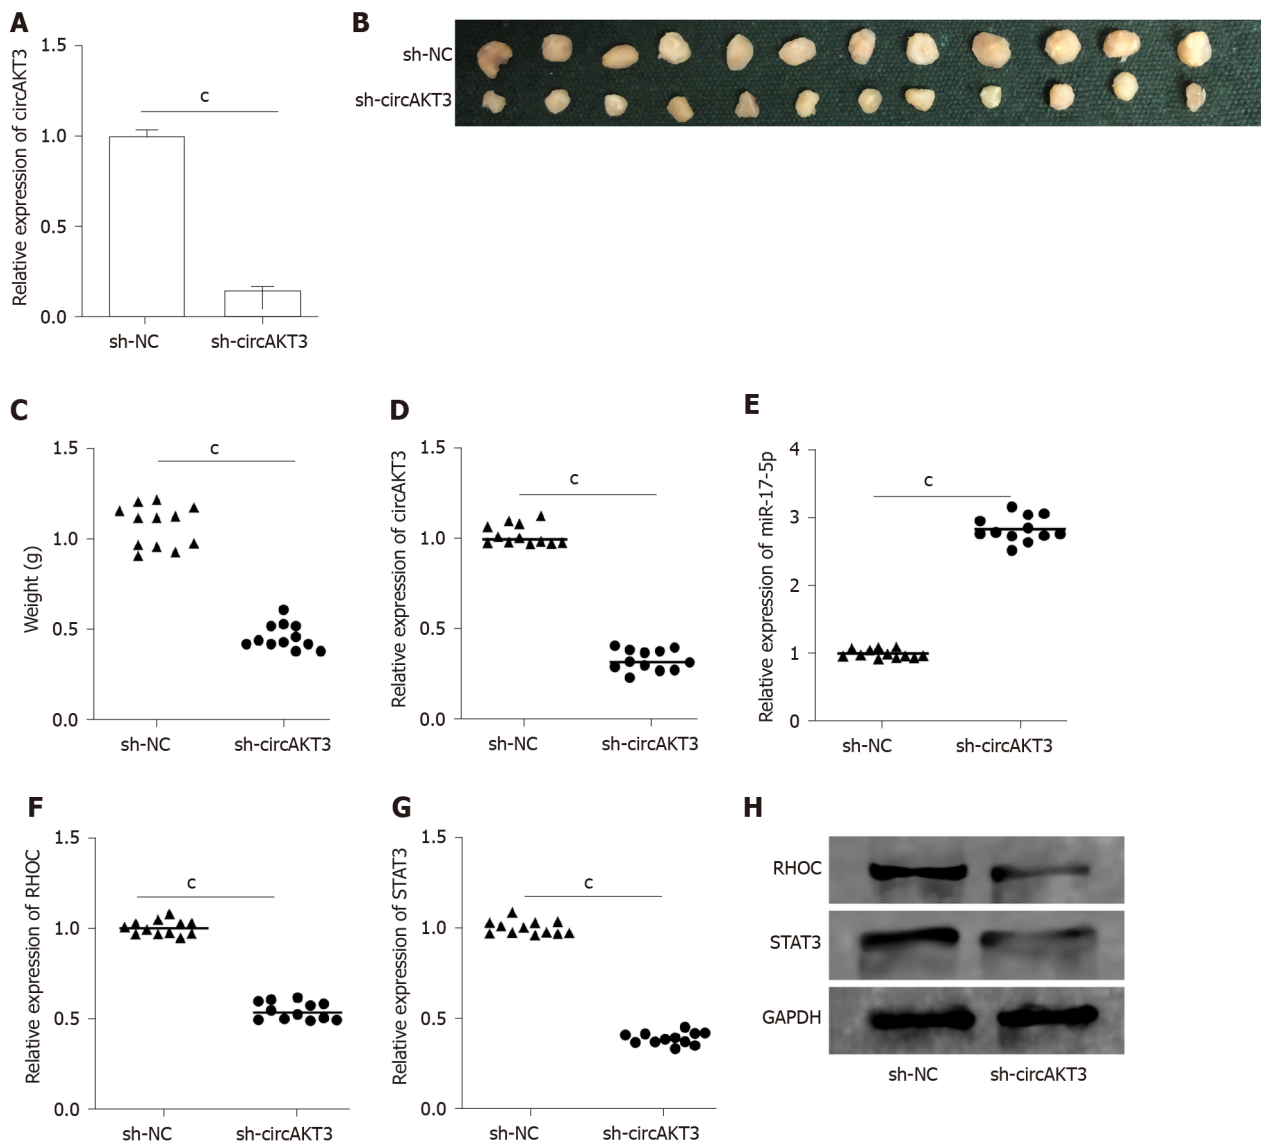 A
Relative expression of circAKT3
1.5
1.0
0.5
0.0
c
sh-NC
sh-circAKT3
B
sh-NC
sh-circAKT3
C
Weight (g)
1.5
1.0
0.5
0.0
c
sh-NC
sh-circAKT3
D
Relative expression of circAKT3
1.5
1.0
0.5
0.0
c
sh-NC
sh-circAKT3
E
Relative expression of miR-17-5p
4
3
2
1
0
c
sh-NC
sh-circAKT3
F
Relative expression of RHOC
1.5
1.0
0.5
0.0
c
sh-NC
sh-circAKT3
G
Relative expression of STAT3
1.5
1.0
0.5
0.0
c
sh-NC
sh-circAKT3
H
RHOC
STAT3
GAPDH
sh-NC
sh-circAKT3